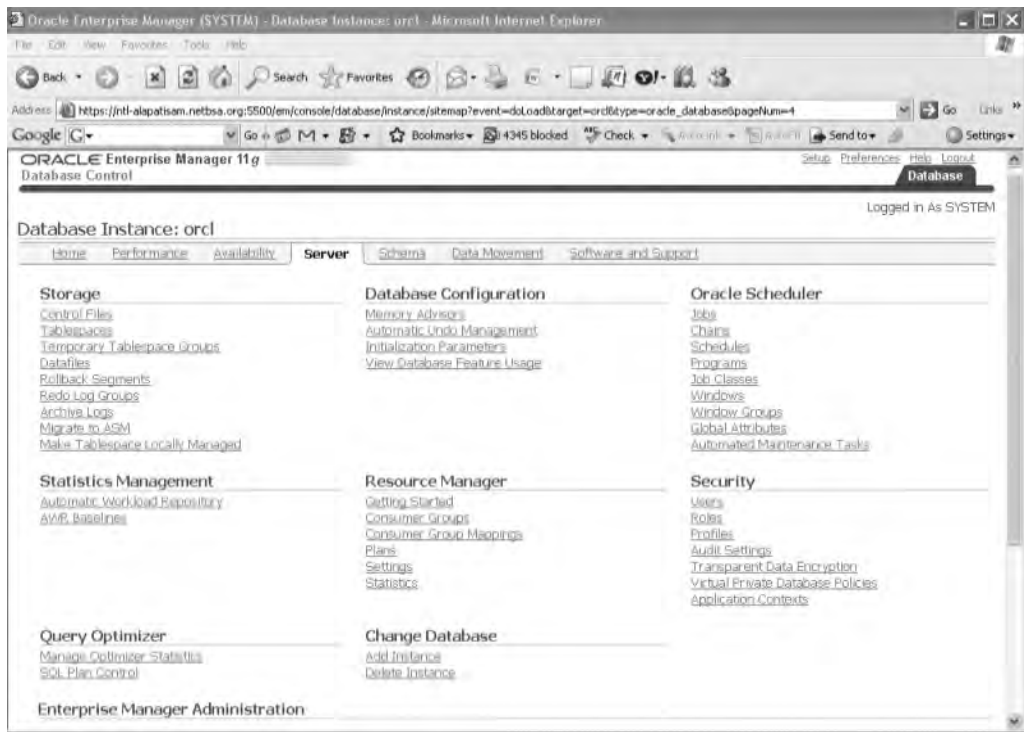 Oracle Enterprise Manager (SYSTEM) - Database Instance: orcl - Microsoft Internet Explorer
File Edit View Favorites Tools Help
Back Search Favorites
Address https://ntl-alapatisam.netbsa.org:5500/em/console/database/instance/sitemap?event=doLoad&target=orcl&type=oracle_database&pageNum=4 Go Links
Google G Go M Bookmarks 4345 blocked Check Send to Settings
ORACLE Enterprise Manager 11g Setup Preferences Help Logout
Database Control Database
Logged in As SYSTEM
Database Instance: orcl
Home Performance Availability Server Schema Data Movement Software and Support
Storage Database Configuration Oracle Scheduler
Control Files Memory Advisors Jobs
Tablespaces Automatic Undo Management Chains
Temporary Tablespace Groups Initialization Parameters Schedules
Datafiles View Database Feature Usage Programs
Rollback Segments Job Classes
Redo Log Groups Windows
Archive Logs Window Groups
Migrate to ASM Global Attributes
Make Tablespace Locally Managed Automated Maintenance Tasks
Statistics Management Resource Manager Security
Automatic Workload Repository Getting Started Users
AWR Baselines Consumer Groups Roles
Consumer Group Mappings Profiles
Plans Audit Settings
Settings Transparent Data Encryption
Statistics Virtual Private Database Policies
Application Contexts
Query Optimizer Change Database
Manage Optimizer Statistics Add Instance
SQL Plan Control Delete Instance
Enterprise Manager Administration